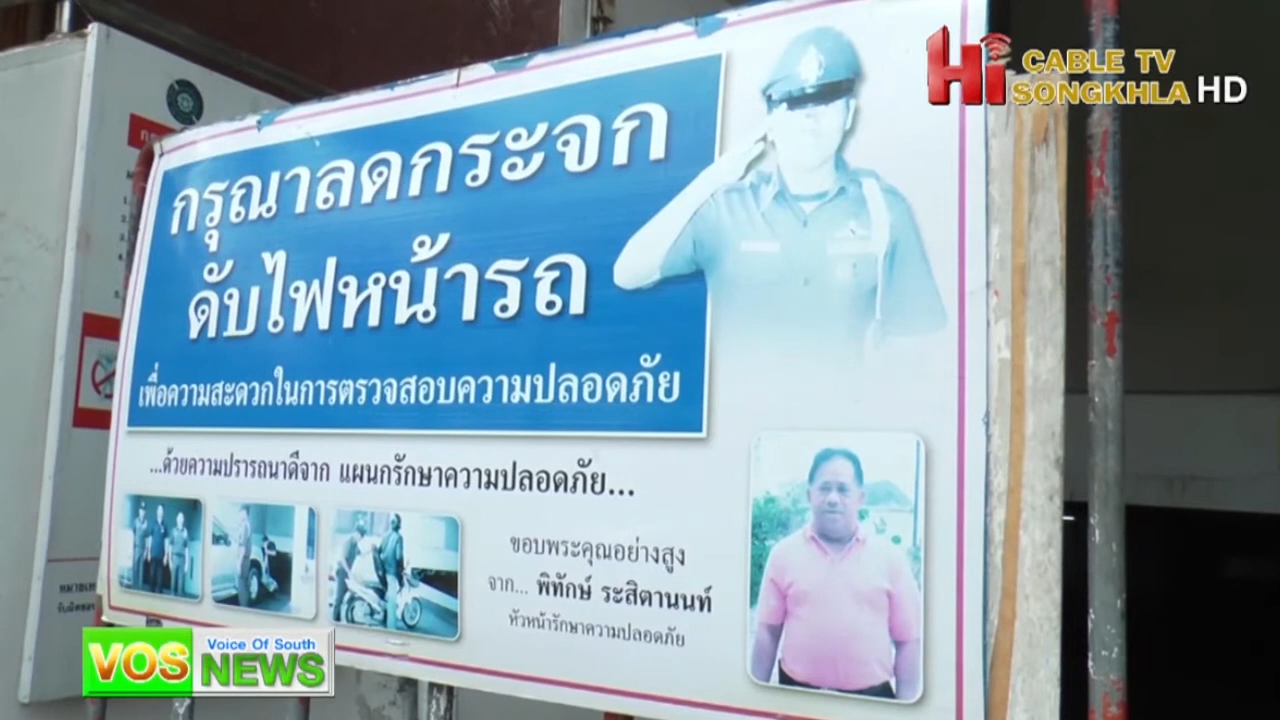 Hi CABLE TV
SONGKHLA HD
กรุณาลดกระจก
ดับไฟหน้ารถ
เพื่อความสะดวกในการตรวจสอบความปลอดภัย
...ด้วยความปรารถนาดีจาก แผนกรักษาความปลอดภัย...
ขอบพระคุณอย่างสูง
จาก... พิทักษ์ ระสิตานนท์
หัวหน้ารักษาความปลอดภัย
VOS Voice Of South
NEWS